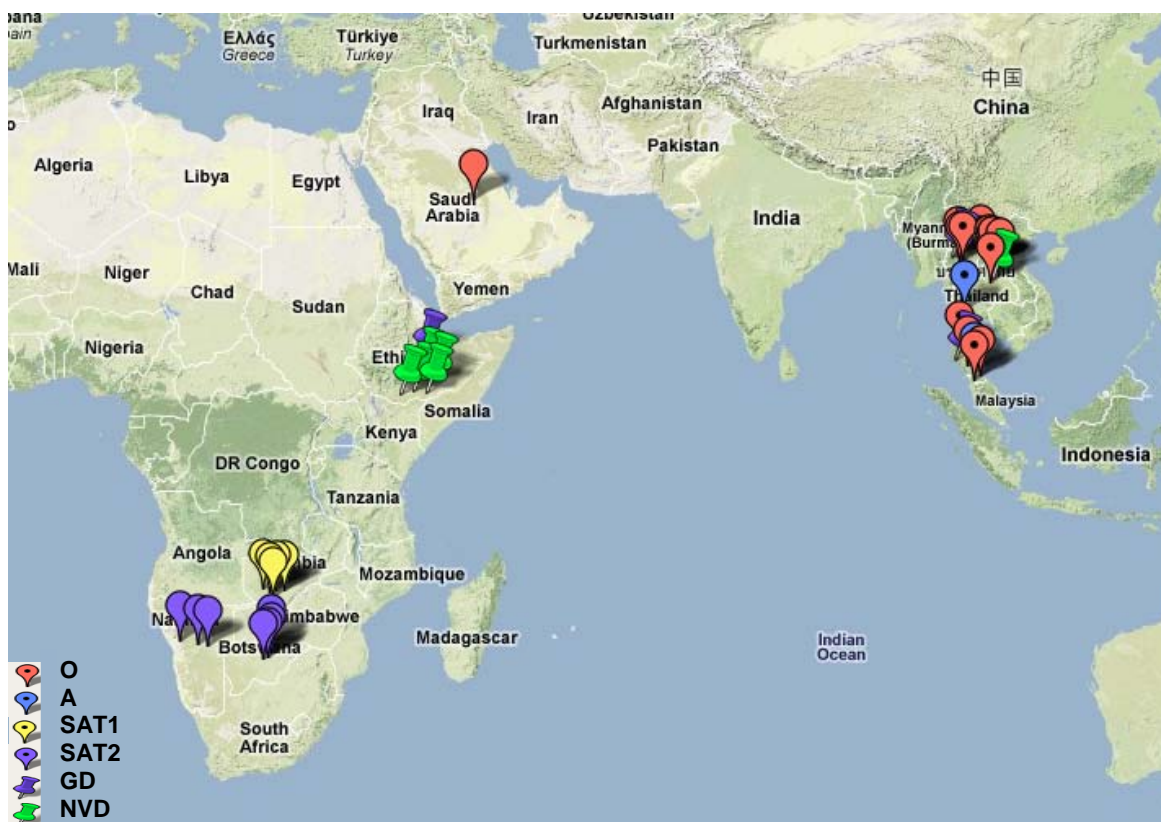 Uzbekistan
Ελλάς
Greece
Türkiye
Turkey
Turkmenistan
中国
China
Iraq
Iran
Afghanistan
Pakistan
Algeria
Libya
Egypt
Saudi
Arabia
India
Mali
Niger
Chad
Sudan
Yemen
Thailand
Nigeria
Somalia
Malaysia
Kenya
DR Congo
Indonesia
Tanzania
Angola
Mozambique
Madagascar
Indian
Ocean
South
Africa
O
A
SAT1
SAT2
GD
NVD